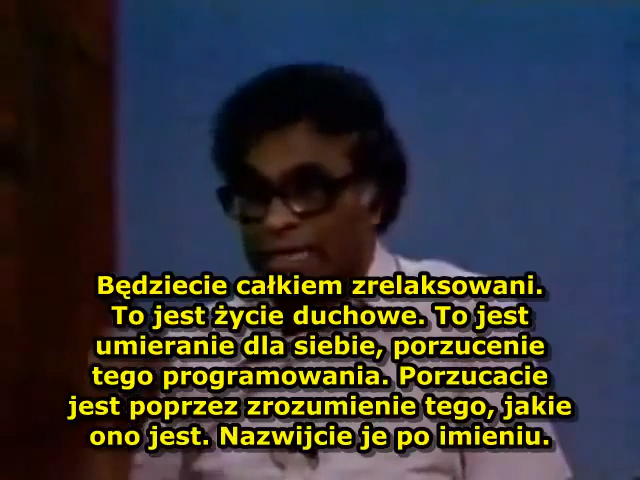 Będziecie całkiem zrelaksowani.
To jest życie duchowe. To jest
umieranie dla siebie, porzucenie
tego programowania. Porzucacie
jest poprzez zrozumienie tego, jakie
ono jest. Nazwijcie je po imieniu.